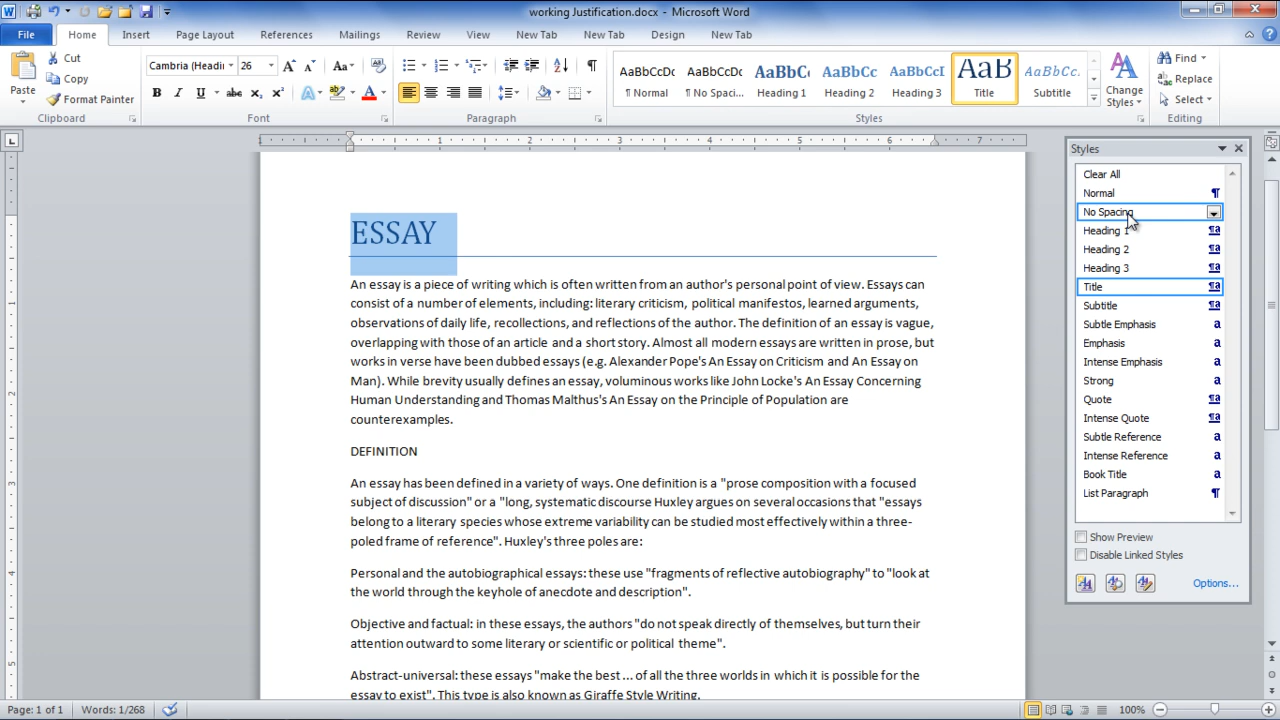 working Justification.docx - Microsoft Word
File Home Insert Page Layout References Mailings Review View New Tab New Tab Design New Tab
Paste
Cut
Copy
Format Painter
Clipboard
Cambria (Headi 26
Font
Paragraph
AaBbCcDc AaBbCcDc AaBbC AaBbCc AaBbCcI AaB AaBbCc.
¶ Normal ¶ No Spaci... Heading 1 Heading 2 Heading 3 Title Subtitle
Change Styles
Styles
Find
Replace
Select
Editing
1 1 2 3 4 5 6 7
1
2
3
4
5
ESSAY
An essay is a piece of writing which is often written from an author's personal point of view. Essays can
consist of a number of elements, including: literary criticism, political manifestos, learned arguments,
observations of daily life, recollections, and reflections of the author. The definition of an essay is vague,
overlapping with those of an article and a short story. Almost all modern essays are written in prose, but
works in verse have been dubbed essays (e.g. Alexander Pope's An Essay on Criticism and An Essay on
Man). While brevity usually defines an essay, voluminous works like John Locke's An Essay Concerning
Human Understanding and Thomas Malthus's An Essay on the Principle of Population are
counterexamples.
DEFINITION
An essay has been defined in a variety of ways. One definition is a "prose composition with a focused
subject of discussion" or a "long, systematic discourse Huxley argues on several occasions that "essays
belong to a literary species whose extreme variability can be studied most effectively within a three-
poled frame of reference". Huxley's three poles are:
Personal and the autobiographical essays: these use "fragments of reflective autobiography" to "look at
the world through the keyhole of anecdote and description".
Objective and factual: in these essays, the authors "do not speak directly of themselves, but turn their
attention outward to some literary or scientific or political theme".
Abstract-universal: these essays "make the best ... of all the three worlds in which it is possible for the
essay to exist". This type is also known as Giraffe Style Writing.
Styles
Clear All
Normal ¶
No Spacing
Heading 1 ¶a
Heading 2 ¶a
Heading 3 ¶a
Title ¶a
Subtitle ¶a
Subtle Emphasis a
Emphasis a
Intense Emphasis a
Strong a
Quote ¶a
Intense Quote ¶a
Subtle Reference a
Intense Reference a
Book Title a
List Paragraph ¶
Show Preview
Disable Linked Styles
Options...
Page: 1 of 1 Words: 1/268 100%